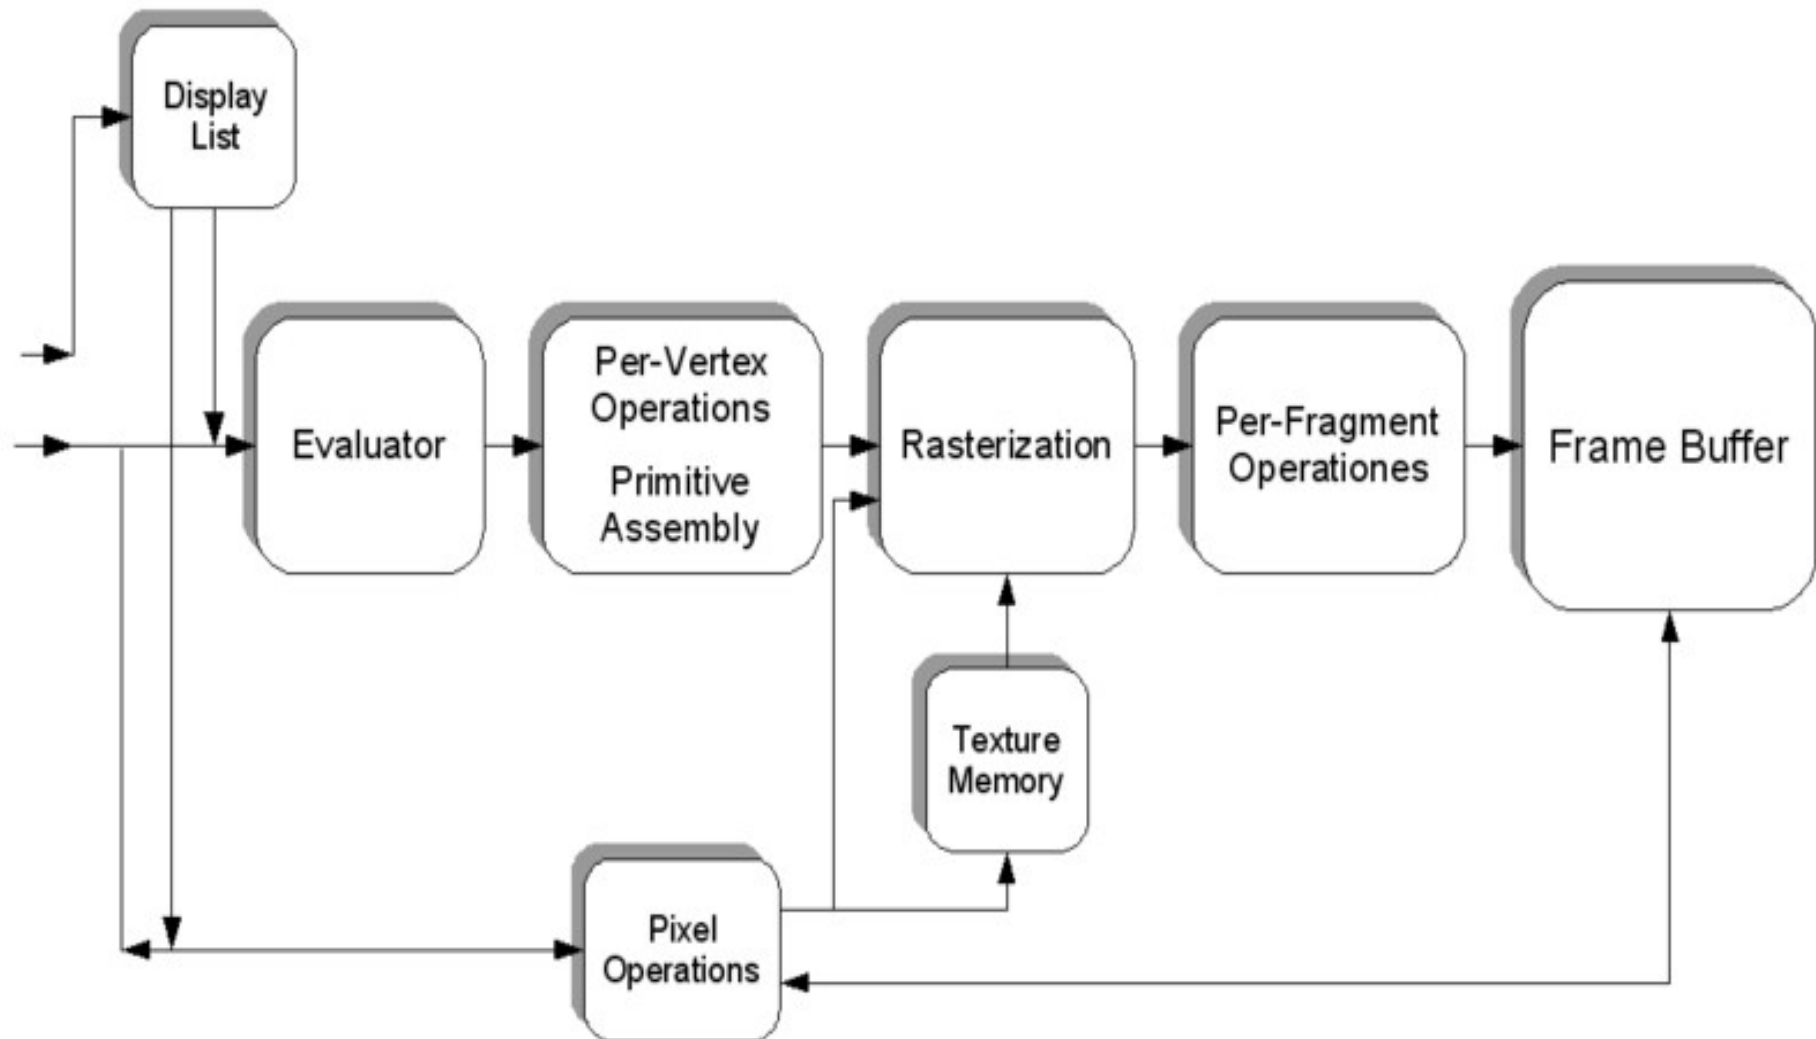 Display
List
Evaluator
Per-Vertex
Operations
Primitive
Assembly
Rasterization
Per-Fragment
Operationes
Frame Buffer
Texture
Memory
Pixel
Operations